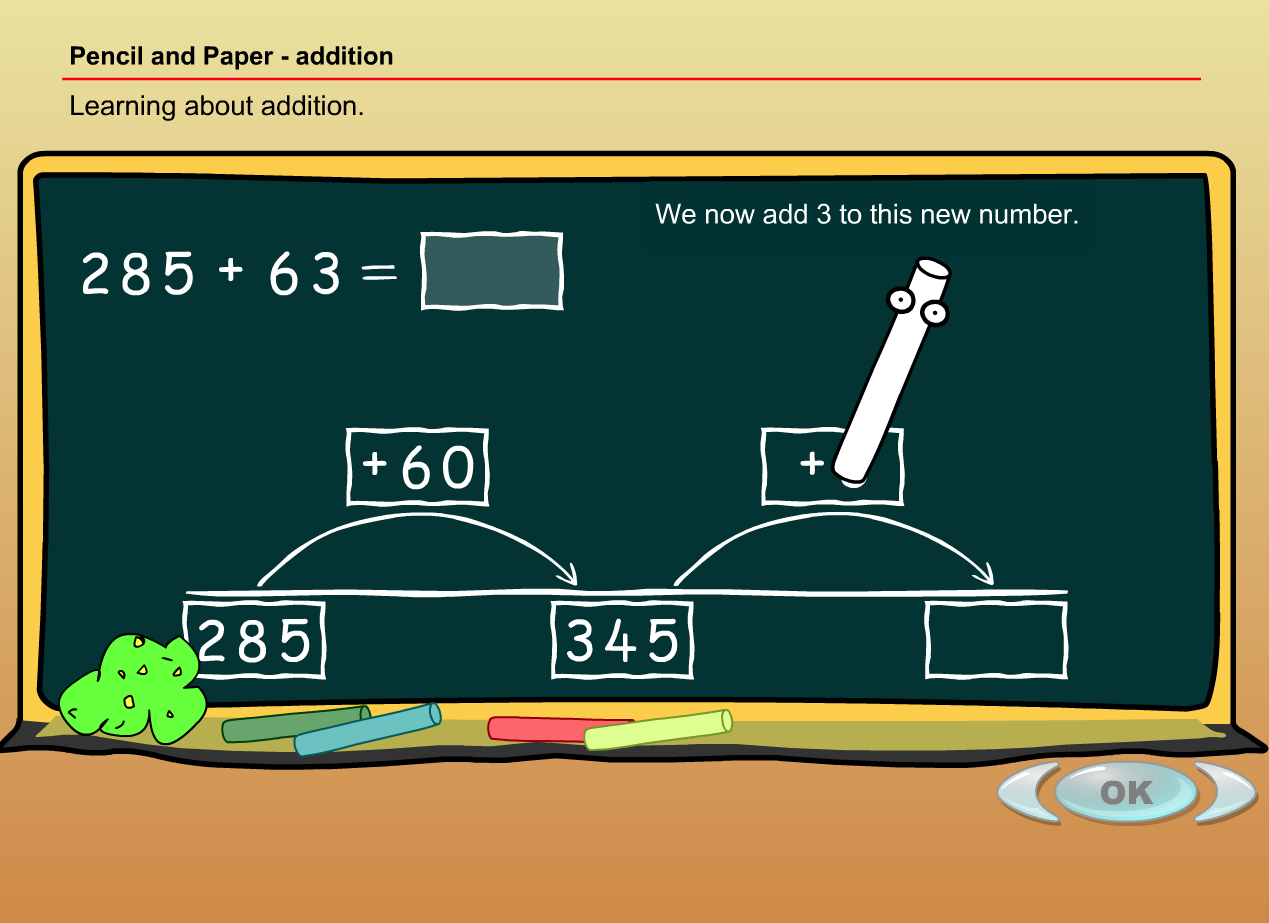 Pencil and Paper - addition
Learning about addition.
We now add 3 to this new number.
285 + 63 =
+60
+
285
345
OK